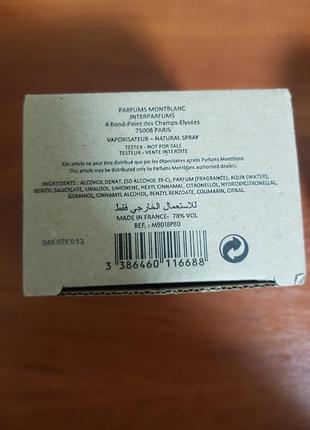 PARFUMS MONTBLANC
INTERPARFUMS
4 Rond-Point des Champs-Elysées
75008 PARIS
VAPORISATEUR - NATURAL SPRAY
TESTER - NOT FOR SALE
TESTEUR - VENTE INTERDITE
Cet article ne peut être distribué que par les dépositaires agréés Parfums Montblanc.
This article may be distributed only by Parfums Montblanc authorised dealers.
INGREDIENTS : ALCOHOL DENAT. (SD ALCOHOL 39-C), PARFUM (FRAGRANCE), AQUA (WATER),
BENZYL SALICYLATE, LINALOOL, LIMONENE, HEXYL CINNAMAL, CITRONELLOL, HYDROXYCITRONELLAL,
GERANIOL, CINNAMYL ALCOHOL, BENZYL BENZOATE, COUMARIN, CITRAL.
للاستعمال الخارجي فقط
MADE IN FRANCE- 78% VOL
REF. : MB018PB0
04K07K013
3 386460 116688